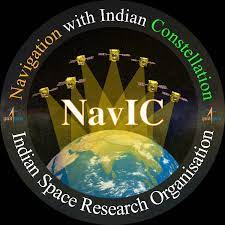 Navigation with Indian Constellation
NavIC
Indian Space Research Organisation